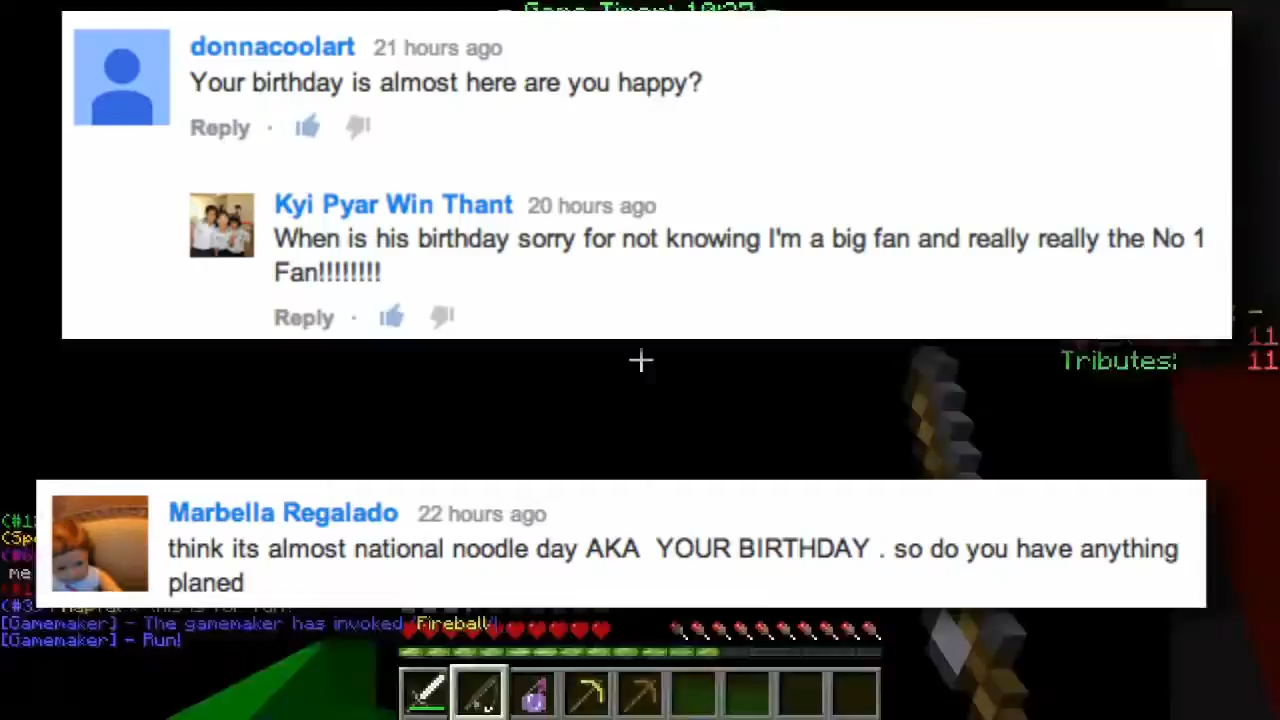 donnacoolart 21 hours ago
Your birthday is almost here are you happy?
Reply ·
Kyi Pyar Win Thant 20 hours ago
When is his birthday sorry for not knowing I'm a big fan and really really the No 1
Fan!!!!!!!!
Reply ·
11
Tributes: 11
Marbella Regalado 22 hours ago
think its almost national noodle day AKA YOUR BIRTHDAY . so do you have anything
planed
me
[Gamemaker] - The gamemaker has invoked Fireball
[Gamemaker] - Run!